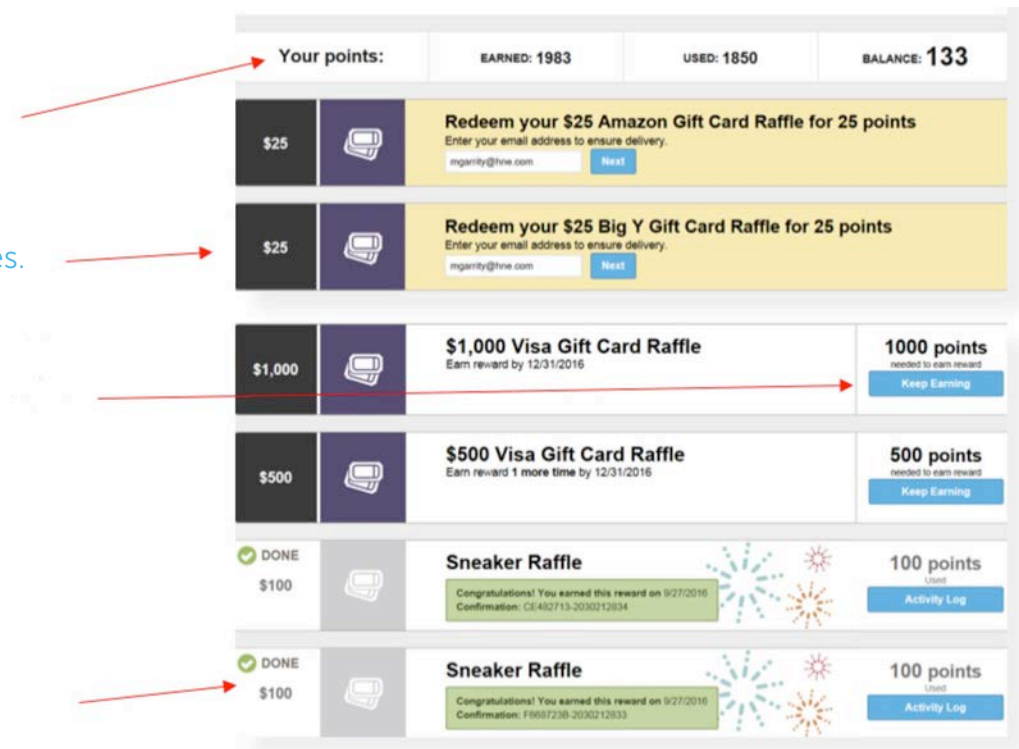 Your points:
EARNED: 1983
USED: 1850
BALANCE: 133
$25
Redeem your $25 Amazon Gift Card Raffle for 25 points
Enter your email address to ensure delivery.
mgarrity@hne.com
Next
es.
$25
Redeem your $25 Big Y Gift Card Raffle for 25 points
Enter your email address to ensure delivery.
mgarrity@hne.com
Next
$1,000
$1,000 Visa Gift Card Raffle
Earn reward by 12/31/2016
1000 points
needed to earn reward
Keep Earning
$500
$500 Visa Gift Card Raffle
Earn reward 1 more time by 12/31/2016
500 points
needed to earn reward
Keep Earning
DONE
$100
Sneaker Raffle
Congratulations! You earned this reward on 9/27/2016
Confirmation: CE482713-2030212834
100 points
Used
Activity Log
DONE
$100
Sneaker Raffle
Congratulations! You earned this reward on 9/27/2016
Confirmation: F668723B-2030212833
100 points
Used
Activity Log